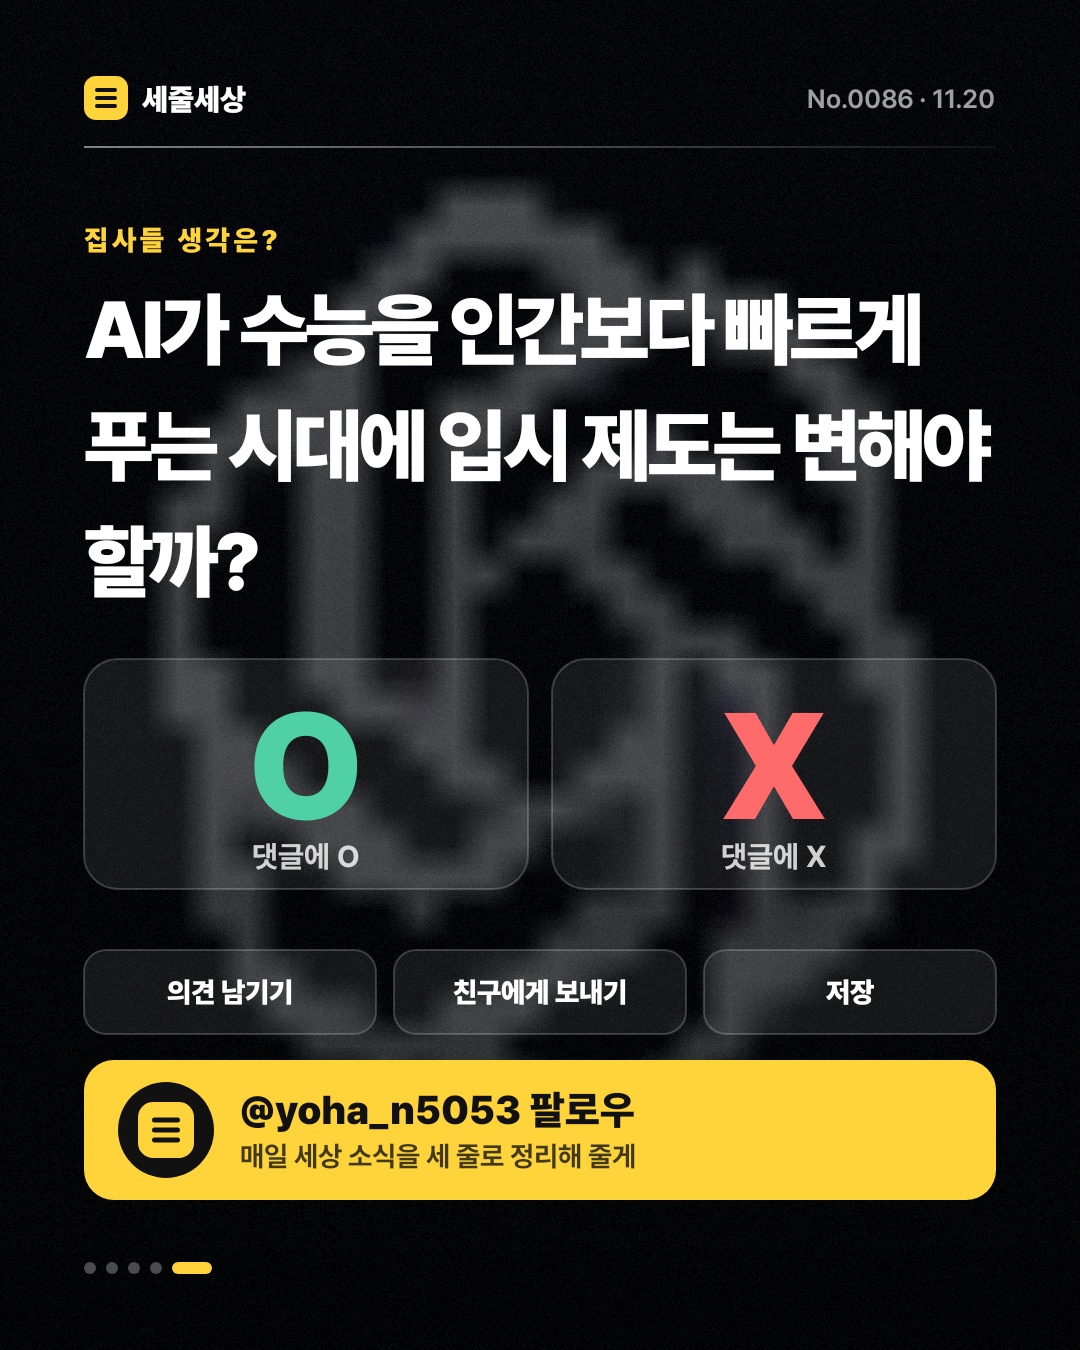 세줄세상
No.0086 · 11.20
집사들 생각은?
AI가 수능을 인간보다 빠르게
푸는 시대에 입시 제도는 변해야
할까?
O
댓글에 O
X
댓글에 X
의견 남기기
친구에게 보내기
저장
@yoha_n5053 팔로우
매일 세상 소식을 세 줄로 정리해 줄게